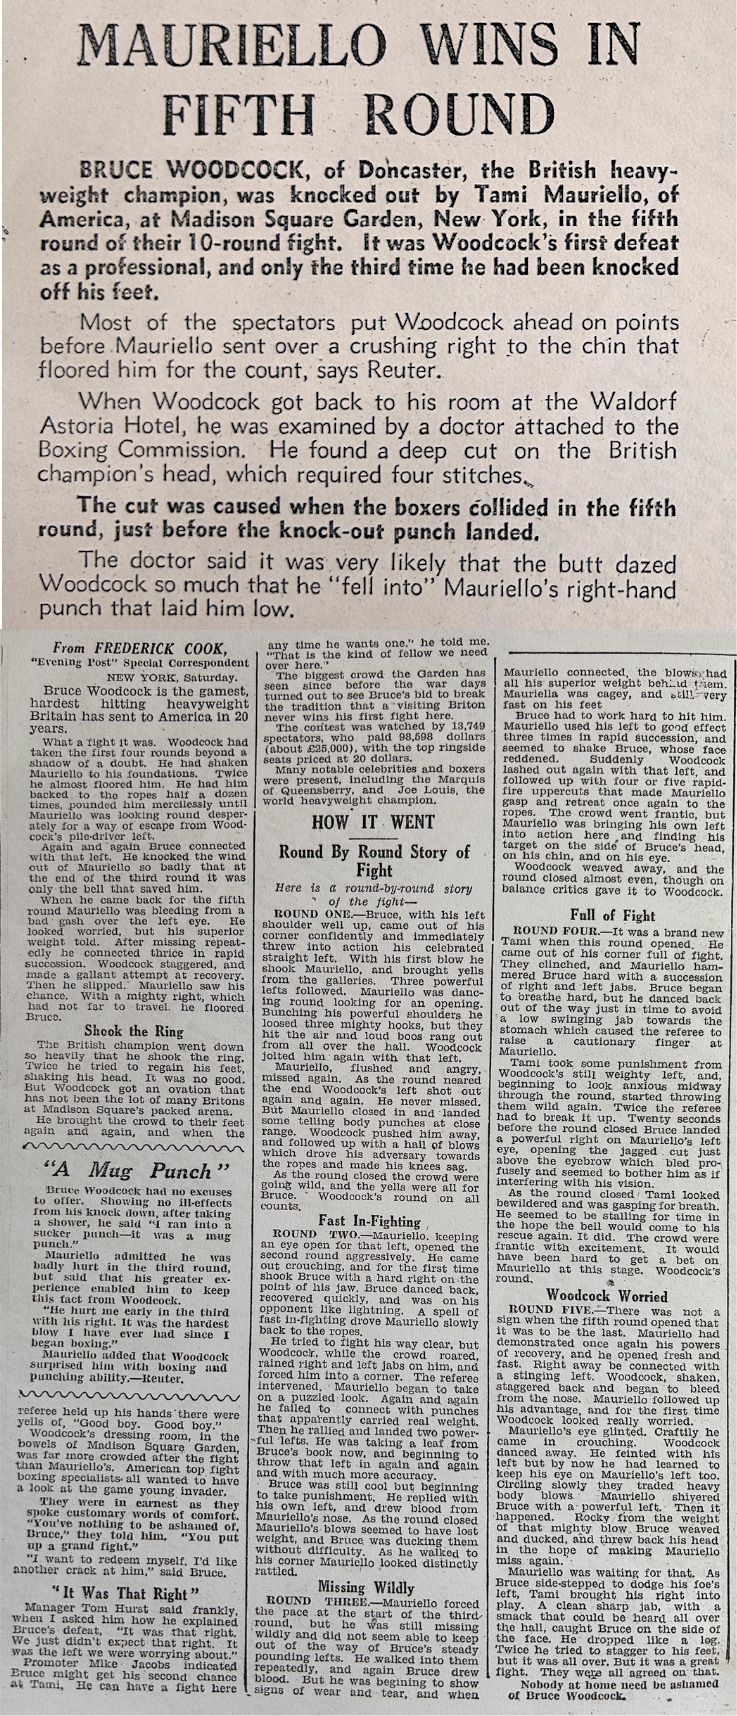 MAURIELLO WINS IN
FIFTH ROUND
BRUCE WOODCOCK, of Doncaster, the British heavy-
weight champion, was knocked out by Tami Mauriello, of
America, at Madison Square Garden, New York, in the fifth
round of their 10-round fight. It was Woodcock's first defeat
as a professional, and only the third time he had been knocked
off his feet.
Most of the spectators put Woodcock ahead on points
before Mauriello sent over a crushing right to the chin that
floored him for the count, says Reuter.
When Woodcock got back to his room at the Waldorf
Astoria Hotel, he was examined by a doctor attached to the
Boxing Commission. He found a deep cut on the British
champion's head, which required four stitches.
The cut was caused when the boxers collided in the fifth
round, just before the knock-out punch landed.
The doctor said it was very likely that the butt dazed
Woodcock so much that he "fell into" Mauriello's right-hand
punch that laid him low.
From FREDERICK COOK,
"Evening Post" Special Correspondent
NEW YORK, Saturday.
Bruce Woodcock is the gamest,
hardest hitting heavyweight
Britain has sent to America in 20
years.
What a fight it was. Woodcock had
taken the first four rounds beyond a
shadow of a doubt. He had shaken
Mauriello to his foundations. Twice
he almost floored him. He had him
backed to the ropes half a dozen
times, pounded him mercilessly until
Mauriello was looking round desper-
ately for a way of escape from Wood-
cock's pile-driver left.
Again and again Bruce connected
with that left. He knocked the wind
out of Mauriello so badly that at
the end of the third round it was
only the bell that saved him.
When he came back for the fifth
round Mauriello was bleeding from a
bad gash over the left eye. He
looked worried, but his superior
weight told. After missing repeat-
edly he connected thrice in rapid
succession. Woodcock staggered, and
made a gallant attempt at recovery.
Then he slipped. Mauriello saw his
chance. With a mighty right, which
had not far to travel, he floored
Bruce.
Shook the Ring
The British champion went down
so heavily that he shook the ring.
Twice he tried to regain his feet,
shaking his head. It was no good.
But Woodcock got an ovation that
has not been the lot of many Britons
at Madison Square's packed arena.
He brought the crowd to their feet
again and again, and when the
"A Mug Punch"
Bruce Woodcock had no excuses
to offer. Showing no ill-effects
from his knock down, after taking
a shower, he said "I ran into a
sucker punch—it was a mug
punch."
Mauriello admitted he was
badly hurt in the third round,
but said that his greater ex-
perience enabled him to keep
this fact from Woodcock.
"He hurt me early in the third
with his right. It was the hardest
blow I have ever had since I
began boxing."
Mauriello added that Woodcock
surprised him with boxing and
punching ability.—Reuter.
referee held up his hands there were
yells of, "Good boy. Good boy."
Woodcock's dressing room, in the
bowels of Madison Square Garden,
was far more crowded after the fight
than Mauriello's. American top fight
boxing specialists all wanted to have
a look at the game young invader.
They were in earnest as they
spoke customary words of comfort.
"You've nothing to be ashamed of,
Bruce," they told him. "You put
up a grand fight."
"I want to redeem myself. I'd like
another crack at him," said Bruce.
"It Was That Right"
Manager Tom Hurst said frankly,
when I asked him how he explained
Bruce's defeat, "It was that right.
We just didn't expect that right. It
was the left we were worrying about."
Promoter Mike Jacobs indicated
Bruce might get his second chance
at Tami. He can have a fight here
any time he wants one," he told me.
"That is the kind of fellow we need
over here."
The biggest crowd the Garden has
seen since before the war days
turned out to see Bruce's bid to break
the tradition that a visiting Briton
never wins his first fight here.
The contest was watched by 13,749
spectators, who paid 98,598 dollars
(about £25,000), with the top ringside
seats priced at 20 dollars.
Many notable celebrities and boxers
were present, including the Marquis
of Queensberry, and Joe Louis, the
world heavyweight champion.
HOW IT WENT
Round By Round Story of
Fight
Here is a round-by-round story
of the fight—
ROUND ONE.—Bruce, with his left
shoulder well up, came out of his
corner confidently and immediately
threw into action his celebrated
straight left. With his first blow he
shook Mauriello, and brought yells
from the galleries. Three powerful
lefts followed. Mauriello was danc-
ing round looking for an opening.
Bunching his powerful shoulders he
loosed three mighty hooks, but they
hit the air and loud boos rang out
from all over the hall. Woodcock
jolted him again with that left.
Mauriello, flushed and angry,
missed again. As the round neared
the end Woodcock's left shot out
again and again. He never missed.
But Mauriello closed in and landed
some telling body punches at close
range. Woodcock pushed him away,
and followed up with a hail of blows
which drove his adversary towards
the ropes and made his knees sag.
As the round closed the crowd were
going wild, and the yells were all for
Bruce. Woodcock's round on all
counts.
Fast In-Fighting
ROUND TWO.—Mauriello, keeping
an eye open for that left, opened the
second round aggressively. He came
out crouching, and for the first time
shook Bruce with a hard right on the
point of his jaw. Bruce danced back,
recovered quickly, and was on his
opponent like lightning. A spell of
fast in-fighting drove Mauriello slowly
back to the ropes.
He tried to fight his way clear, but
Woodcock, while the crowd roared,
rained right and left jabs on him, and
forced him into a corner. The referee
intervened. Mauriello began to take
on a puzzled look. Again and again
he failed to connect with punches
that apparently carried real weight.
Then he rallied and landed two power-
ful lefts. He was taking a leaf from
Bruce's book now, and beginning to
throw that left in again and again
and with much more accuracy.
Bruce was still cool but beginning
to take punishment. He replied with
his own left, and drew blood from
Mauriello's nose. As the round closed
Mauriello's blows seemed to have lost
weight, and Bruce was ducking them
without difficulty. As he walked to
his corner Mauriello looked distinctly
rattled.
Missing Wildly
ROUND THREE.—Mauriello forced
the pace at the start of the third
round, but he was still missing
wildly and did not seem able to keep
out of the way of Bruce's steady
pounding lefts. He walked into them
repeatedly, and again Bruce drew
blood. But he was begining to show
signs of wear and tear, and when
Mauriello connected, the blows had
all his superior weight behind them.
Mauriella was cagey, and still very
fast on his feet
Bruce had to work hard to hit him.
Mauriello used his left to good effect
three times in rapid succession, and
seemed to shake Bruce, whose face
reddened. Suddenly Woodcock
lashed out again with that left, and
followed up with four or five rapid-
fire uppercuts that made Mauriello
gasp and retreat once again to the
ropes. The crowd went frantic, but
Mauriello was bringing his own left
into action here and finding his
target on the side of Bruce's head,
on his chin, and on his eye.
Woodcock weaved away, and the
round closed almost even, though on
balance critics gave it to Woodcock.
Full of Fight
ROUND FOUR.—It was a brand new
Tami when this round opened. He
came out of his corner full of fight.
They clinched, and Mauriello ham-
mered Bruce hard with a succession
of right and left jabs. Bruce began
to breathe hard, but he danced back
out of the way just in time to avoid
a low swinging jab towards the
stomach which caused the referee to
raise a cautionary finger at
Mauriello.
Tami took some punishment from
Woodcock's still weighty left, and,
beginning to look anxious midway
through the round, started throwing
them wild again. Twice the referee
had to break it up. Twenty seconds
before the round closed Bruce landed
a powerful right on Mauriello's left
eye, opening the jagged cut just
above the eyebrow which bled pro-
fusely and seemed to bother him as if
interfering with his vision.
As the round closed Tami looked
bewildered and was gasping for breath.
He seemed to be stalling for time in
the hope the bell would come to his
rescue again. It did. The crowd were
frantic with excitement. It would
have been hard to get a bet on
Mauriello at this stage. Woodcock's
round.
Woodcock Worried
ROUND FIVE.—There was not a
sign when the fifth round opened that
it was to be the last. Mauriello had
demonstrated once again his powers
of recovery, and he opened fresh and
fast. Right away be connected with
a stinging left. Woodcock, shaken,
staggered back and began to bleed
from the nose. Mauriello followed up
his advantage, and for the first time
Woodcock looked really worried.
Mauriello's eye glinted. Craftily he
came in crouching. Woodcock
danced away. He feinted with his
left but by now he had learned to
keep his eye on Mauriello's left too.
Circling slowly they traded heavy
body blows. Mauriello shivered
Bruce with a powerful left. Then it
happened. Rocky from the weight
of that mighty blow Bruce weaved
and ducked, and threw back his head
in the hope of making Mauriello
miss again.
Mauriello was waiting for that. As
Bruce side-stepped to dodge his foe's
left, Tami brought his right into
play. A clean sharp jab, with a
smack that could be heard all over
the hall, caught Bruce on the side of
the face. He dropped like a log.
Twice he tried to stagger to his feet,
but it was all over. But it was a great
fight. They were all agreed on that.
Nobody at home need be ashamed
of Bruce Woodcock.